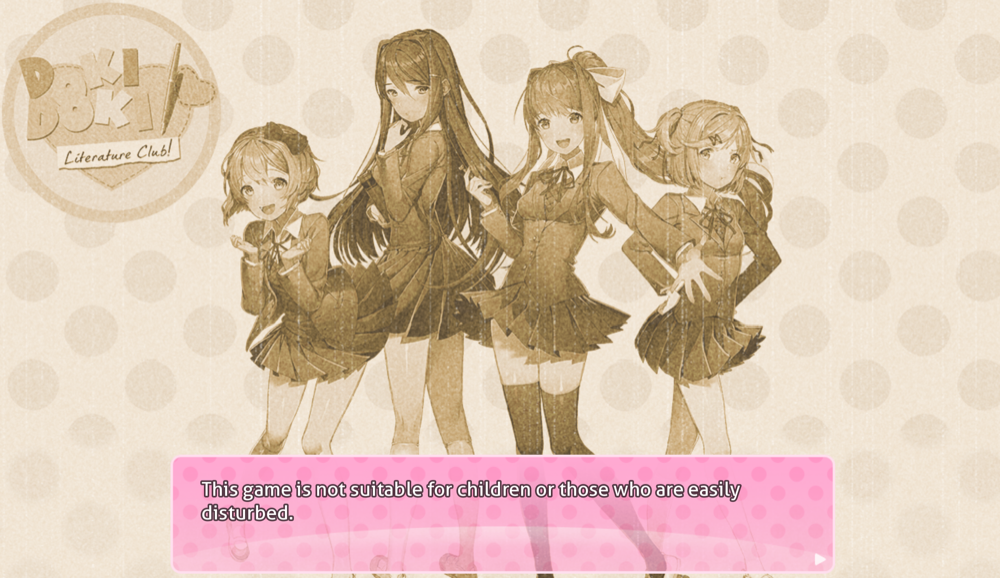 DOKI
DOKI
Literature Club!
This game is not suitable for children or those who are easily
disturbed.